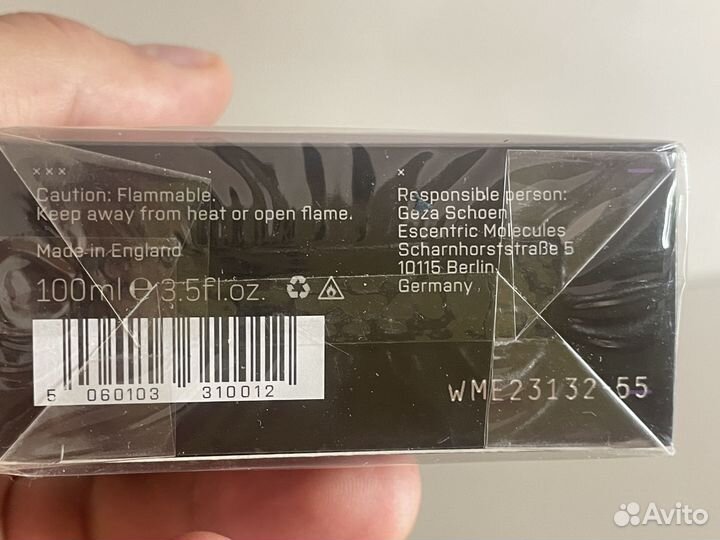 ×××
Caution: Flammable.
Keep away from heat or open flame.
Made in England
100ml ℮ 3.5fl.oz.
5 060103 310012
×
Responsible person:
Geza Schoen
Escentric Molecules
Scharnhorststraße 5
10115 Berlin
Germany
WME23132 55
Avito